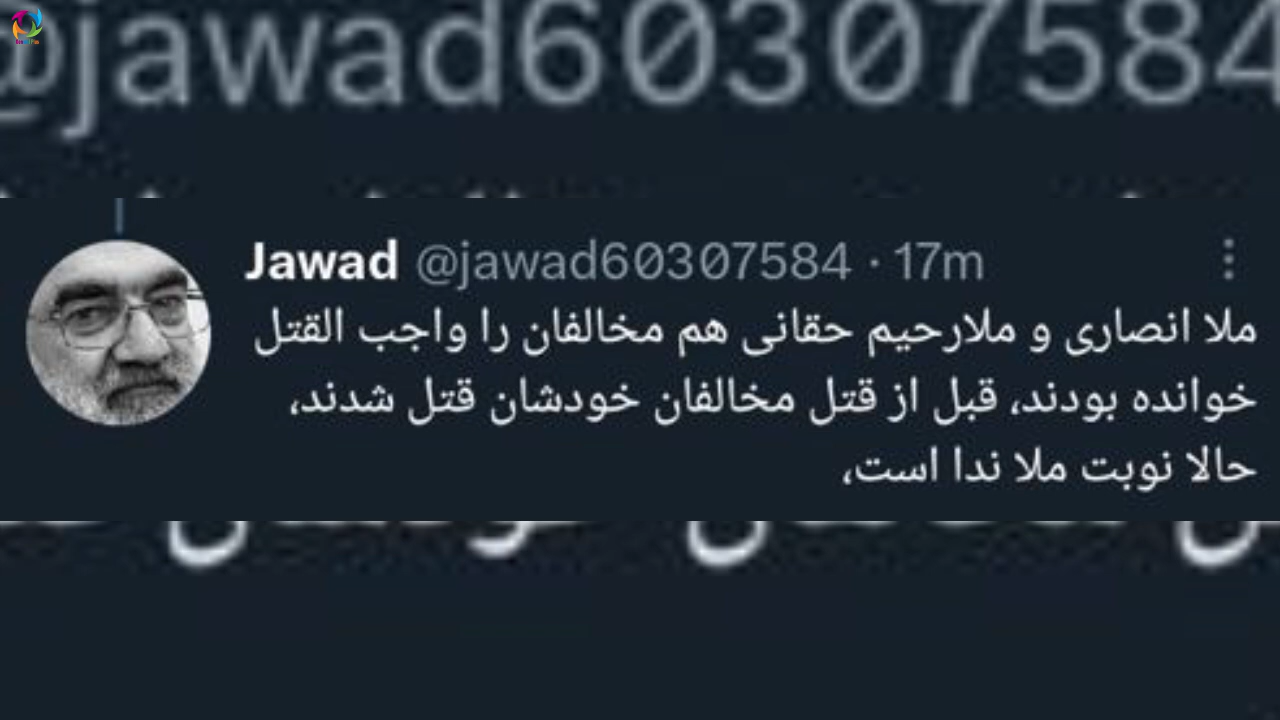 @jawad60307584
Jawad @jawad60307584 · 17m
ملا انصاری و ملارحیم حقانی هم مخالفان را واجب القتل
خوانده بودند، قبل از قتل مخالفان خودشان قتل شدند،
حالا نوبت ملا ندا است،